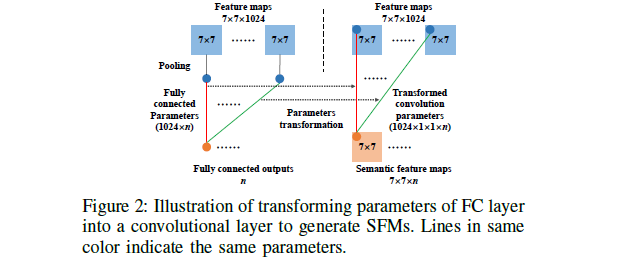 Feature maps
7×7×1024
7×7 ...... 7×7
Pooling
Fully
connected
Parameters
(1024×n)
......
......
Fully connected outputs
n
Parameters
transformation
Feature maps
7×7×1024
7×7 ...... 7×7
......
Transformed
convolution
parameters
(1024×1×1×n)
7×7 ......
Semantic feature maps
7×7×n
Figure 2: Illustration of transforming parameters of FC layer
into a convolutional layer to generate SFMs. Lines in same
color indicate the same parameters.